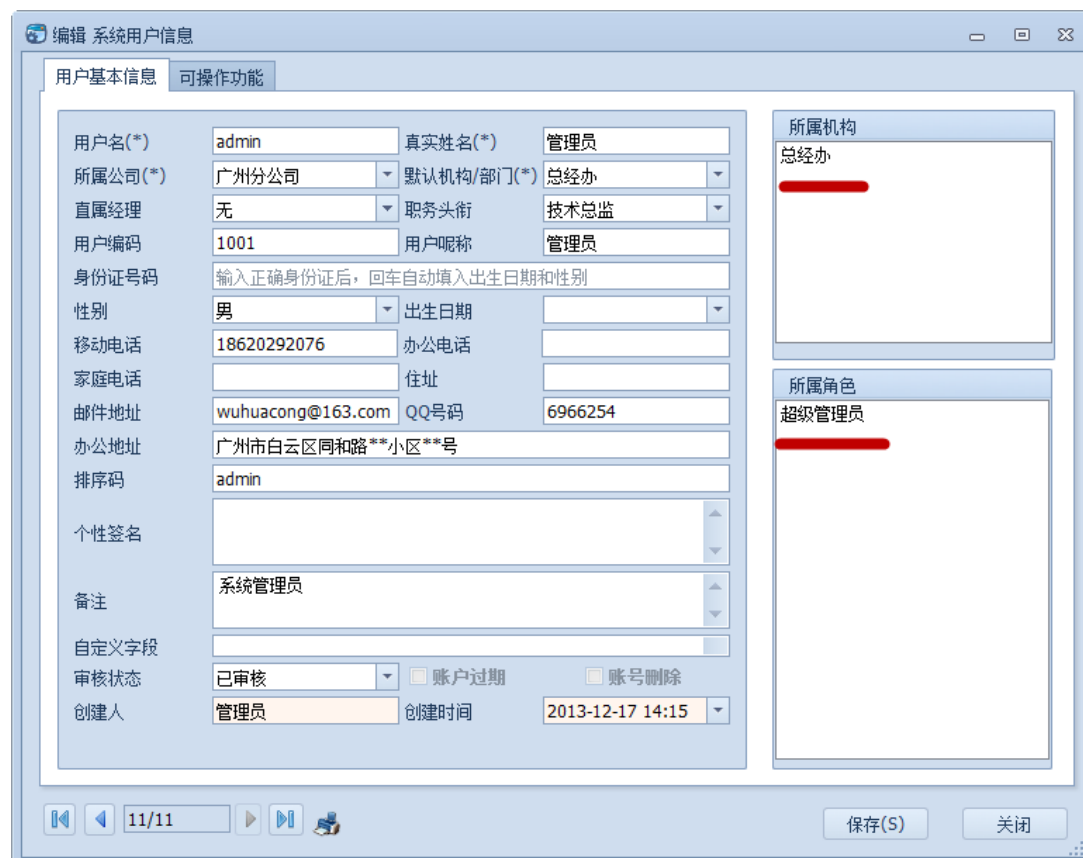 编辑 系统用户信息
用户基本信息 可操作功能
用户名(*) admin 真实姓名(*) 管理员
所属公司(*) 广州分公司 默认机构/部门(*) 总经办
直属经理 无 职务头衔 技术总监
用户编码 1001 用户昵称 管理员
身份证号码 输入正确身份证后，回车自动填入出生日期和性别
性别 男 出生日期
移动电话 18620292076 办公电话
家庭电话 住址
邮件地址 wuhuacong@163.com QQ号码 6966254
办公地址 广州市白云区同和路**小区**号
排序码 admin
个性签名
备注 系统管理员
自定义字段
审核状态 已审核 账户过期 账号删除
创建人 管理员 创建时间 2013-12-17 14:15
所属机构
总经办
所属角色
超级管理员
11/11 保存(S) 关闭